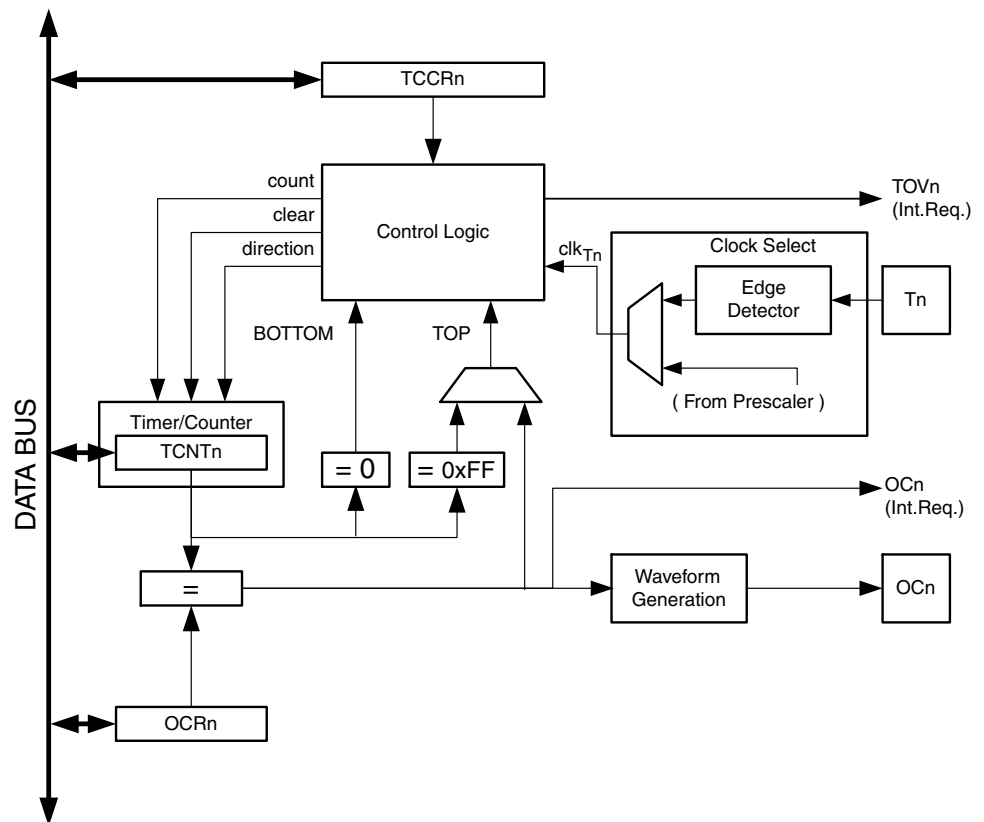 TCCRn
count
clear
direction
Control Logic
TOVn
(Int.Req.)
clkTn
Clock Select
Edge
Detector
Tn
( From Prescaler )
BOTTOM
TOP
Timer/Counter
TCNTn
= 0
= 0xFF
DATA BUS
OCn
(Int.Req.)
=
Waveform
Generation
OCn
OCRn